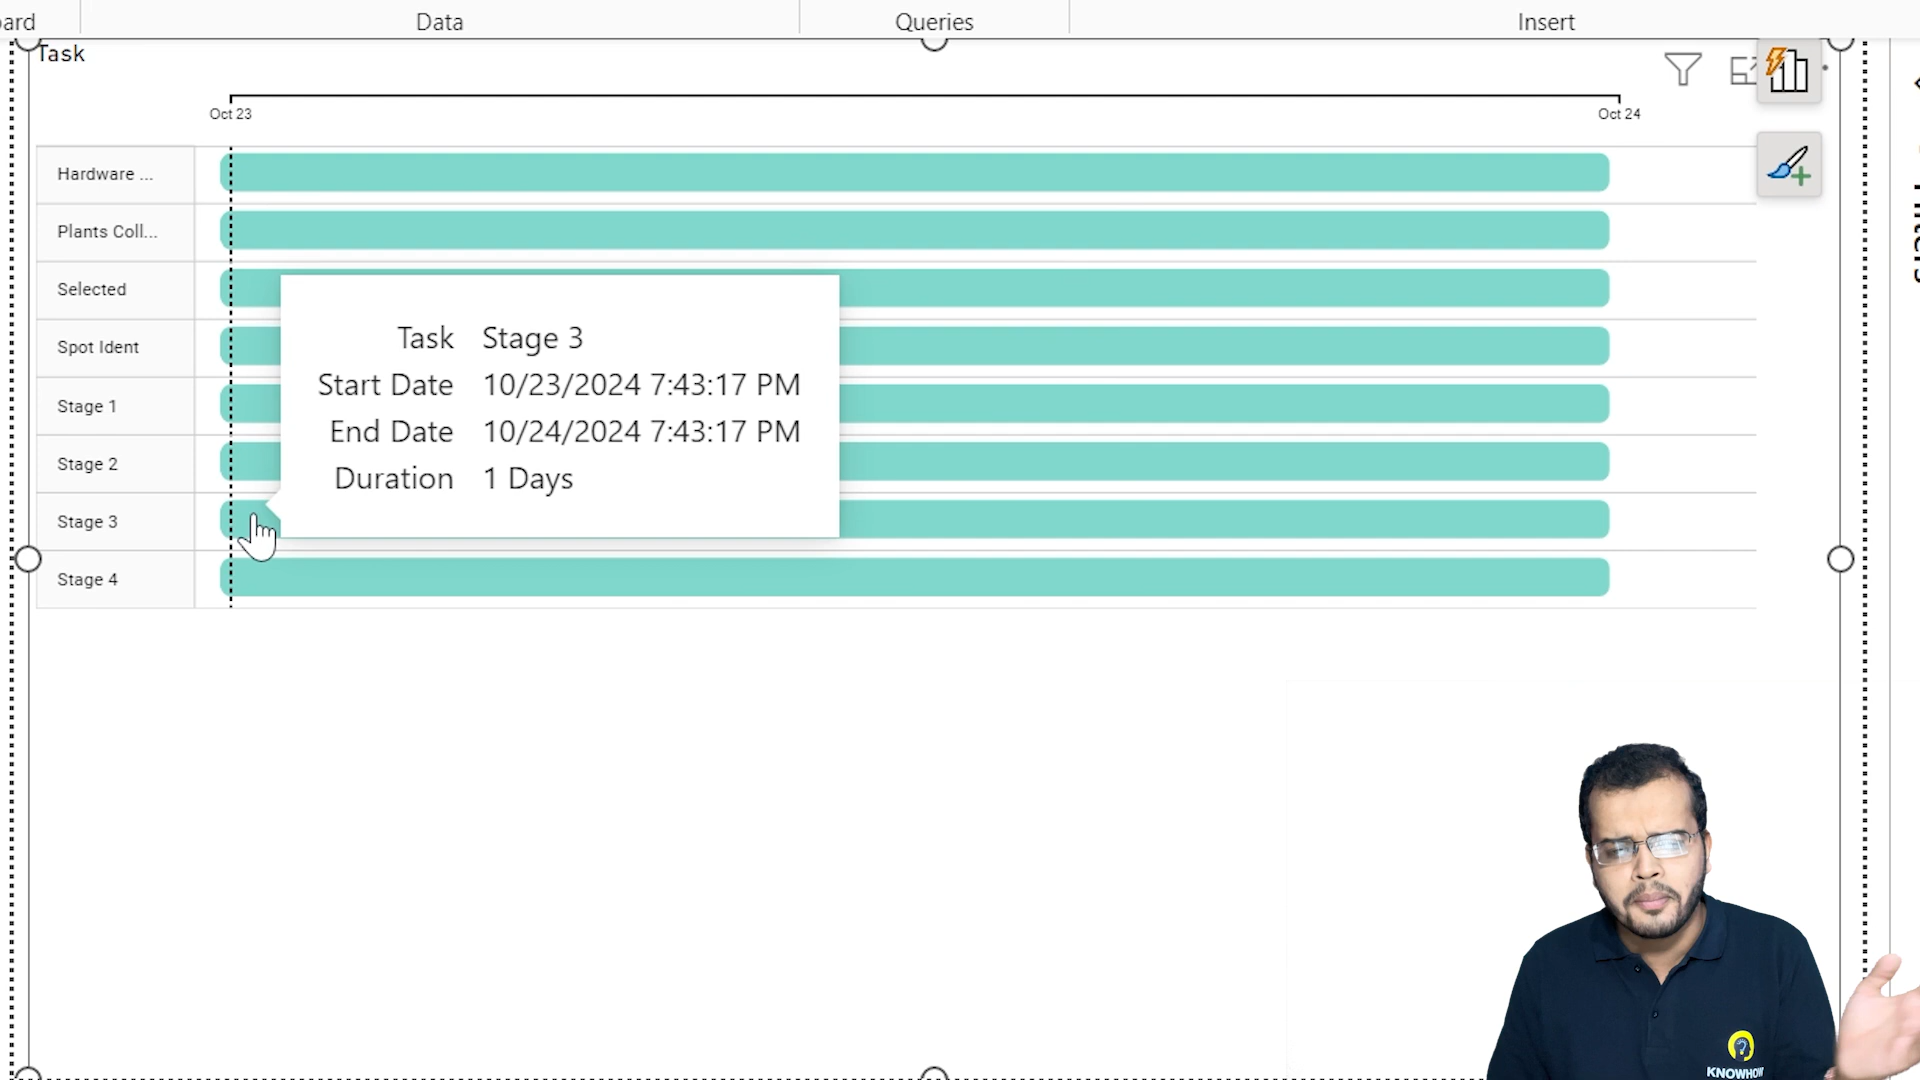 ard
Data
Queries
Insert
Task
Oct 23
Oct 24
Hardware ...
Plants Coll...
Selected
Spot Ident
Stage 1
Stage 2
Stage 3
Stage 4
Task Stage 3
Start Date 10/23/2024 7:43:17 PM
End Date 10/24/2024 7:43:17 PM
Duration 1 Days
KNOWHOW